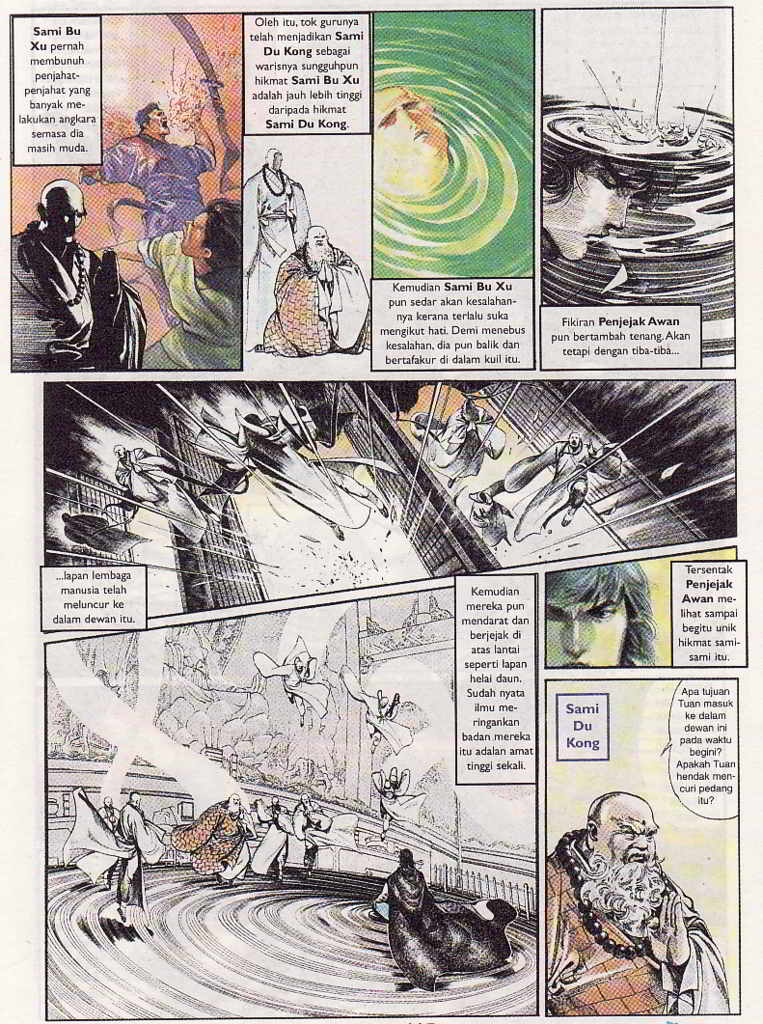 Sami Bu
Xu pernah
membunuh
penjahat-
penjahat yang
banyak me-
lakukan angkara
semasa dia
masih muda.
Oleh itu, tok gurunya
telah menjadikan Sami
Du Kong sebagai
warisnya sungguhpun
hikmat Sami Bu Xu
adalah jauh lebih tinggi
daripada hikmat
Sami Du Kong.
Kemudian Sami Bu Xu
pun sedar akan kesalahan-
nya kerana terlalu suka
mengikut hati. Demi menebus
kesalahan, dia pun balik dan
bertafakur di dalam kuil itu.
Fikiran Penjejak Awan
pun bertambah tenang. Akan
tetapi dengan tiba-tiba...
...lapan lembaga
manusia telah
meluncur ke
dalam dewan itu.
Kemudian
mereka pun
mendarat dan
berjejak di
atas lantai
seperti lapan
helai daun.
Sudah nyata
ilmu me-
ringankan
badan mereka
itu adalan amat
tinggi sekali.
Tersentak
Penjejak
Awan me-
lihat sampai
begitu unik
hikmat sami-
sami itu.
Sami
Du
Kong
Apa tujuan
Tuan masuk
ke dalam
dewan ini
pada waktu
begini?
Apakah Tuan
hendak men-
curi pedang
itu?